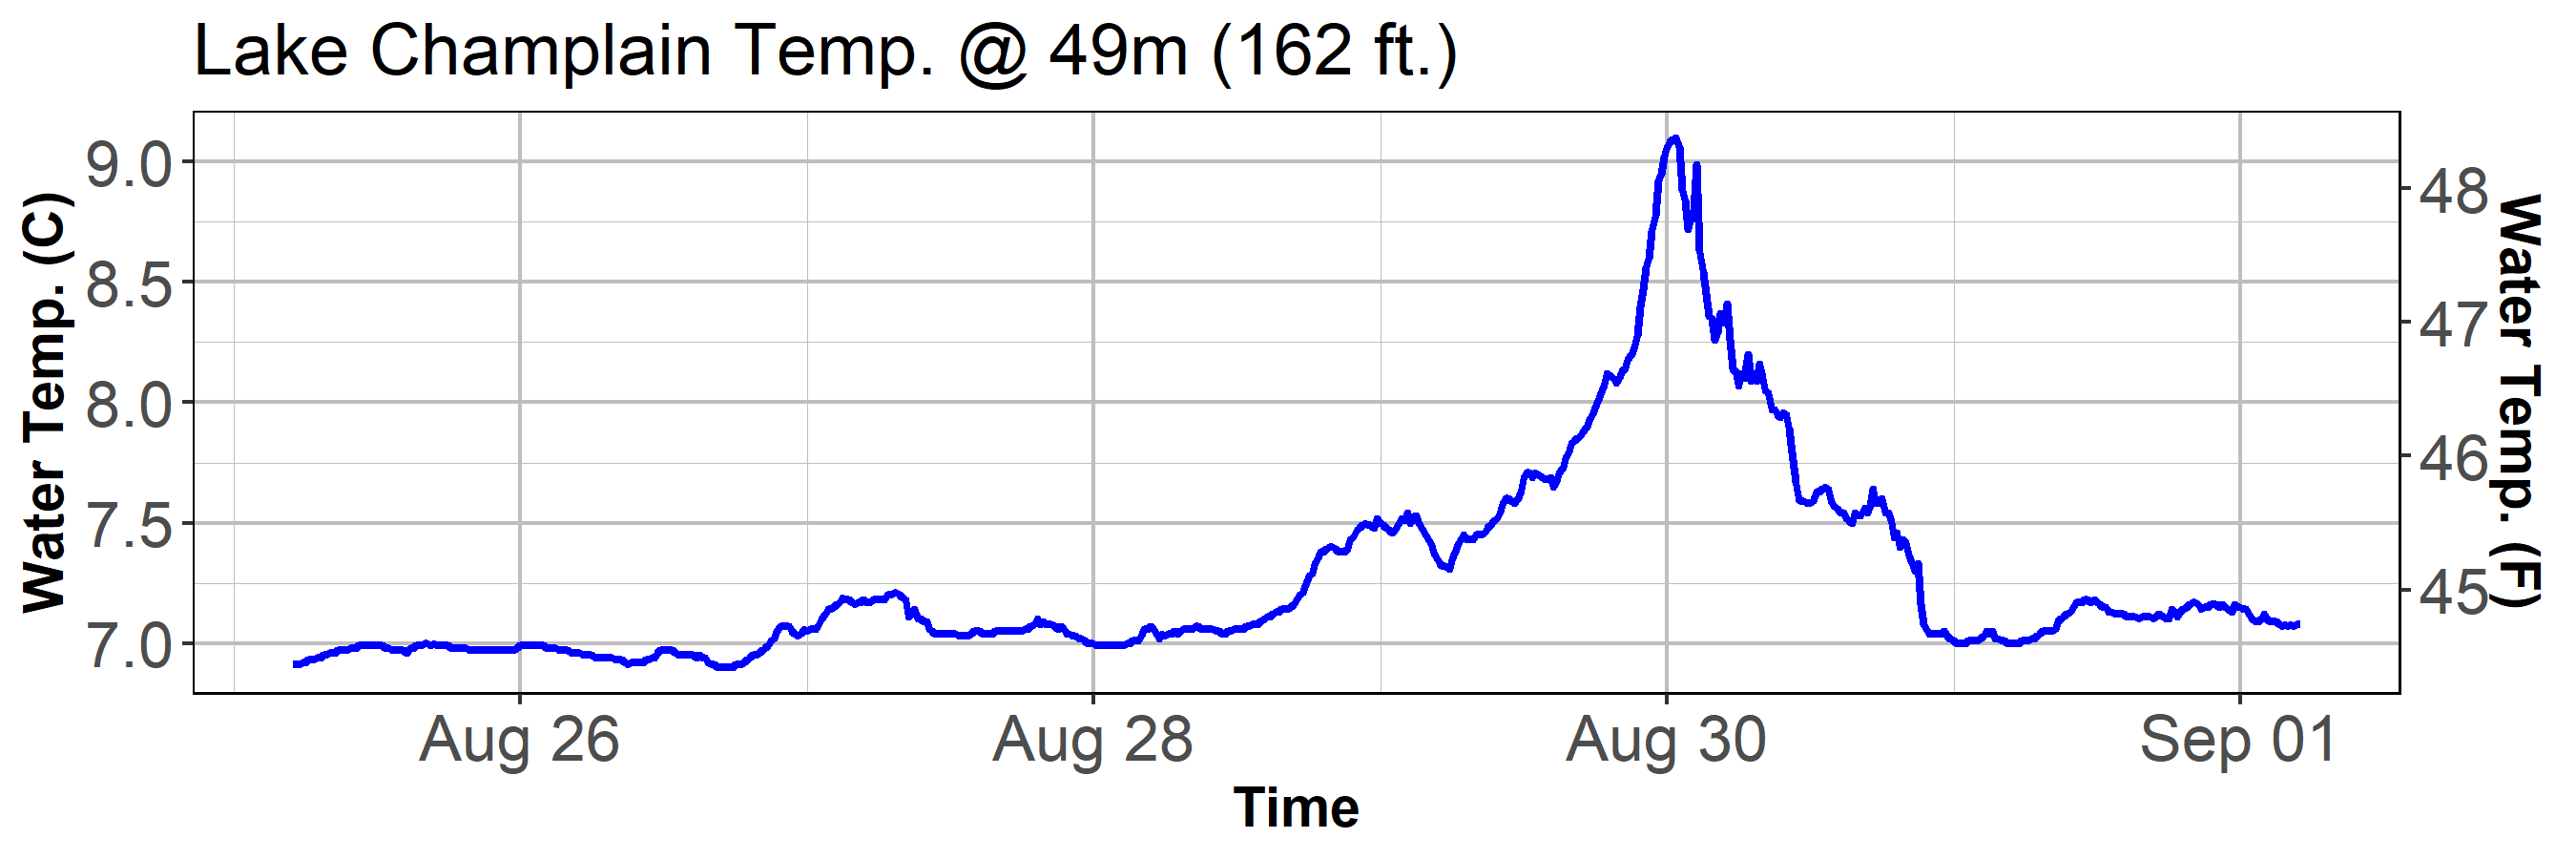 Lake Champlain Temp. @ 49m (162 ft.)
Water Temp. (C)
9.0
8.5
8.0
7.5
7.0
48
47
46
45
Water Temp. (F)
Aug 26 Aug 28 Aug 30 Sep 01
Time